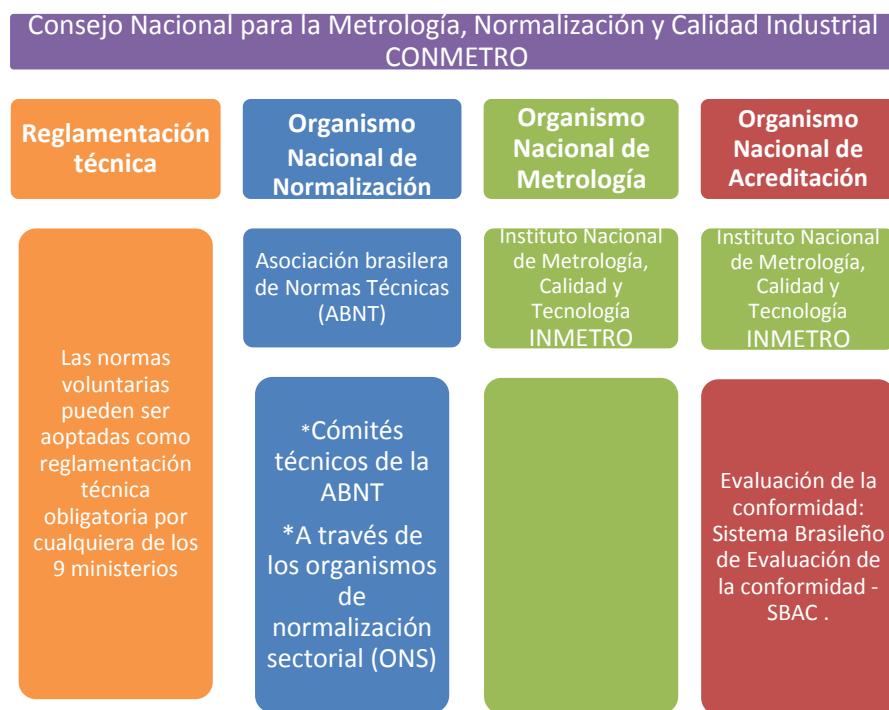 Consejo Nacional para la Metrología, Normalización y Calidad Industrial
CONMETRO
Reglamentación
técnica
Organismo
Nacional de
Normalización
Organismo
Nacional de
Metrología
Organismo
Nacional de
Acreditación
Las normas
voluntarias
pueden ser
aoptadas como
reglamentación
técnica
obligatoria por
cualquiera de los
9 ministerios
Asociación brasilera
de Normas Técnicas
(ABNT)
*Cómités
técnicos de la
ABNT
*A través de
los organismos
de
normalización
sectorial (ONS)
Instituto Nacional
de Metrología,
Calidad y
Tecnología
INMETRO
Instituto Nacional
de Metrología,
Calidad y
Tecnología
INMETRO
Evaluación de la
conformidad:
Sistema Brasileño
de Evaluación de
la conformidad -
SBAC .